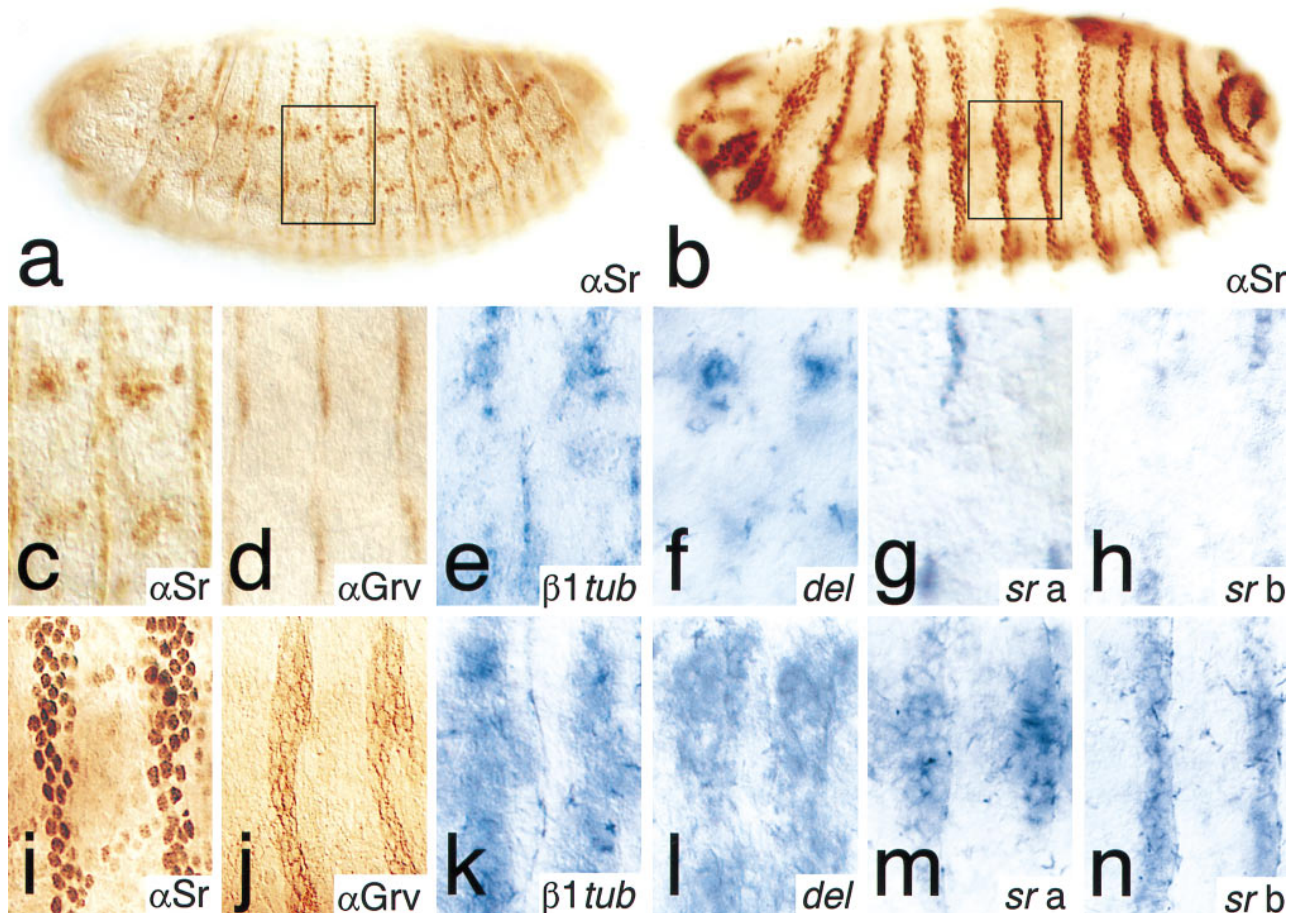 a αSr
b αSr
c αSr
d αGrv
e β1 tub
f del
g sr a
h sr b
i αSr
j αGrv
k β1 tub
l del
m sr a
n sr b